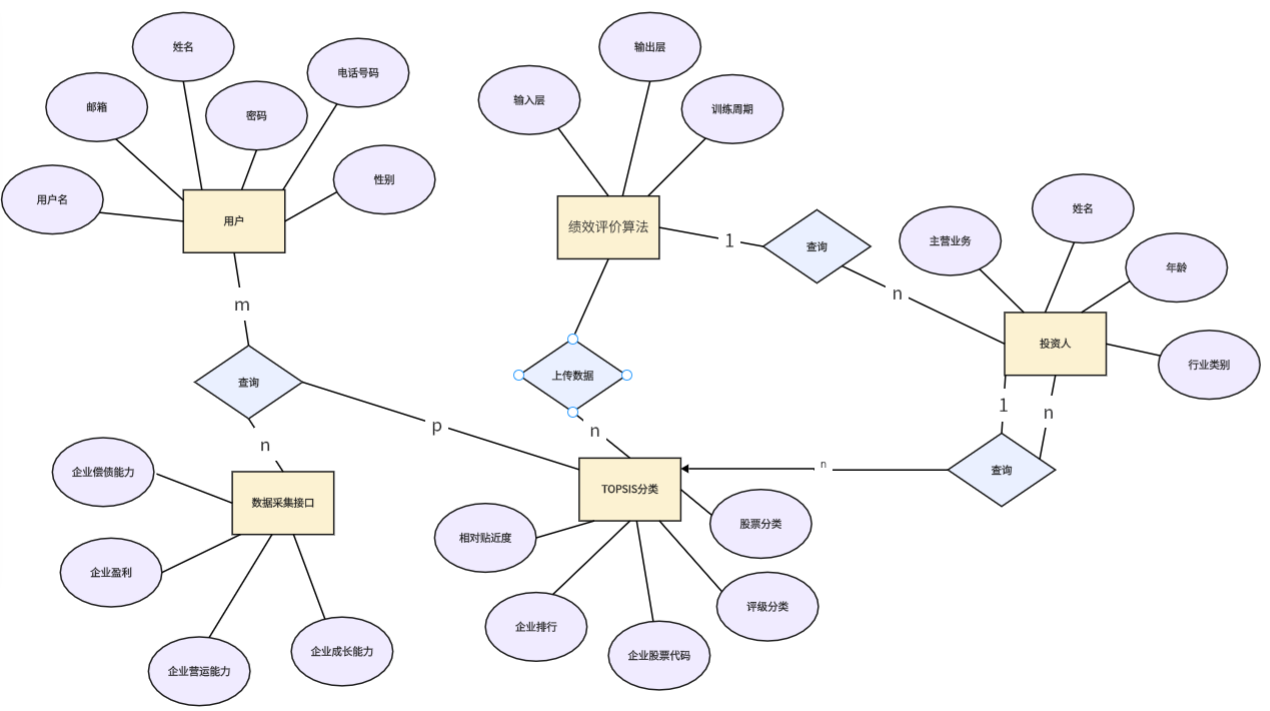 姓名
电话号码
邮箱
密码
性别
用户名
用户
m
查询
n
p
企业偿债能力
数据采集接口
企业盈利
企业营运能力
企业成长能力
输出层
输入层
训练周期
绩效评价算法
1
查询
n
上传数据
n
TOPSIS分类
n
相对贴近度
股票分类
企业排行
评级分类
企业股票代码
姓名
主营业务
年龄
投资人
行业类别
1
n
查询